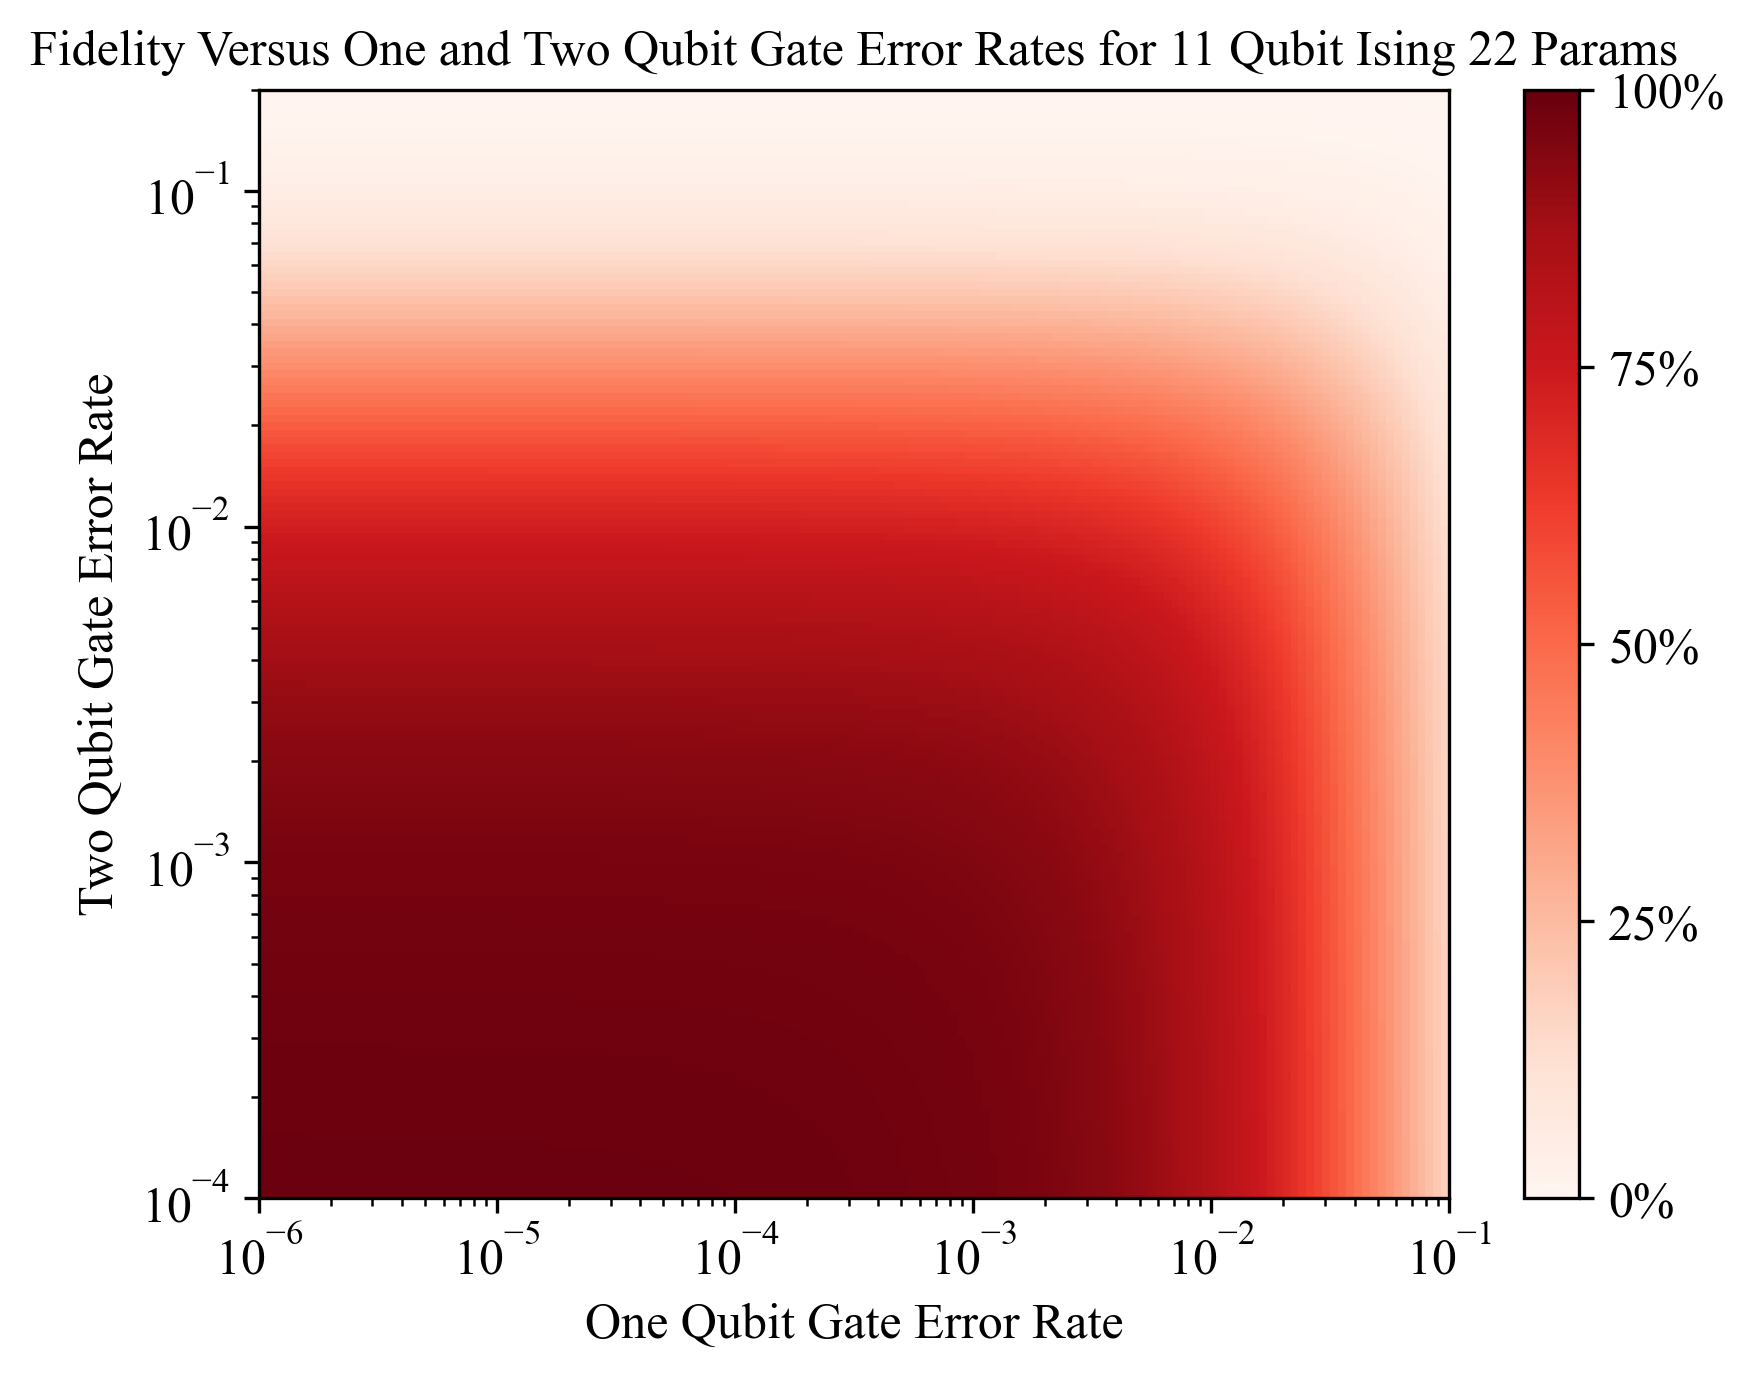 Fidelity Versus One and Two Qubit Gate Error Rates for 11 Qubit Ising 22 Params
100%
75%
50%
25%
0%
Two Qubit Gate Error Rate
10⁻¹
10⁻²
10⁻³
10⁻⁴
10⁻⁶ 10⁻⁵ 10⁻⁴ 10⁻³ 10⁻² 10⁻¹
One Qubit Gate Error Rate